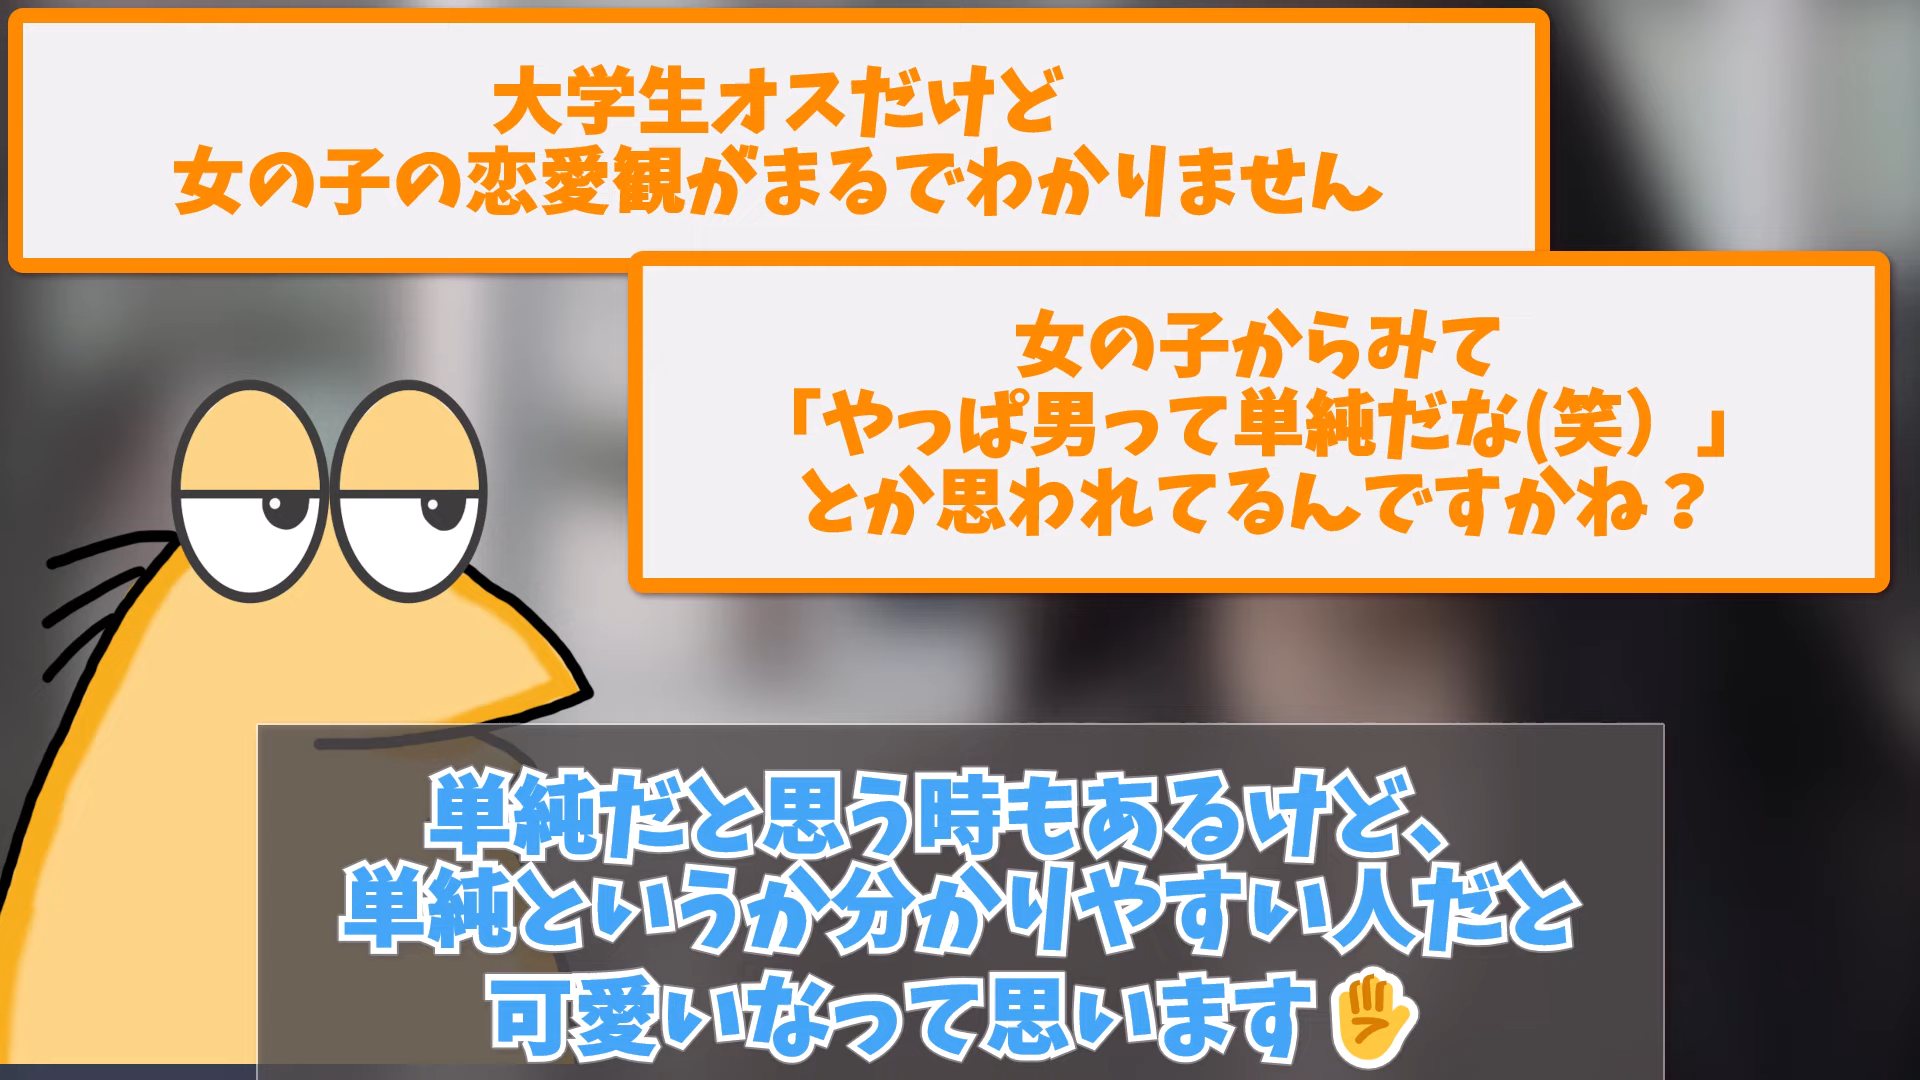 大学生オスだけど
女の子の恋愛観がまるでわかりません
女の子からみて
「やっぱ男って単純だな(笑）」
とか思われてるんですかね？
単純だと思う時もあるけど、
単純というか分かりやすい人だと
可愛いなって思います✋